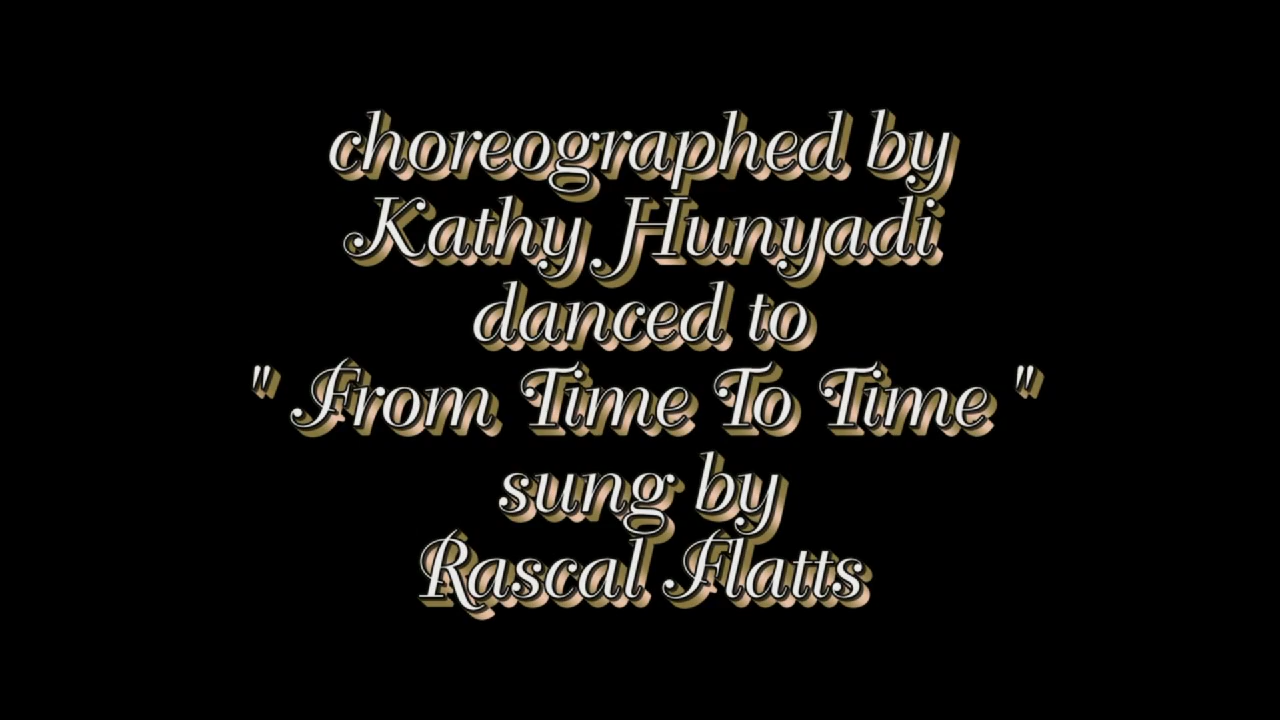 choreographed by
Kathy Hunyadi
danced to
" From Time To Time "
sung by
Rascal Flatts